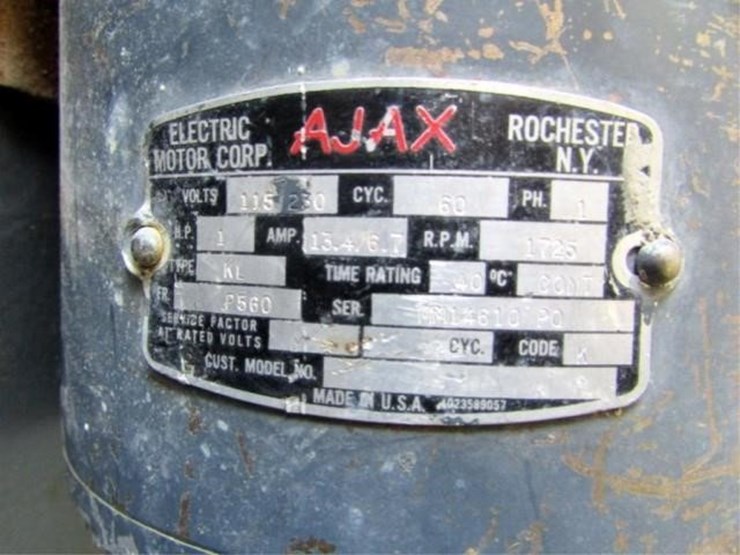 ELECTRIC MOTOR CORP. AJAX ROCHESTER N.Y.
VOLTS 115/230 CYC. 60 PH. 1
H.P. 1 AMP. 13.4/6.7 R.P.M. 1725
TYPE TIME RATING 40 °C CONT
FR. P560 SER.
SERVICE FACTOR
AT RATED VOLTS CYC. CODE K
CUST. MODEL NO.
MADE IN U.S.A.